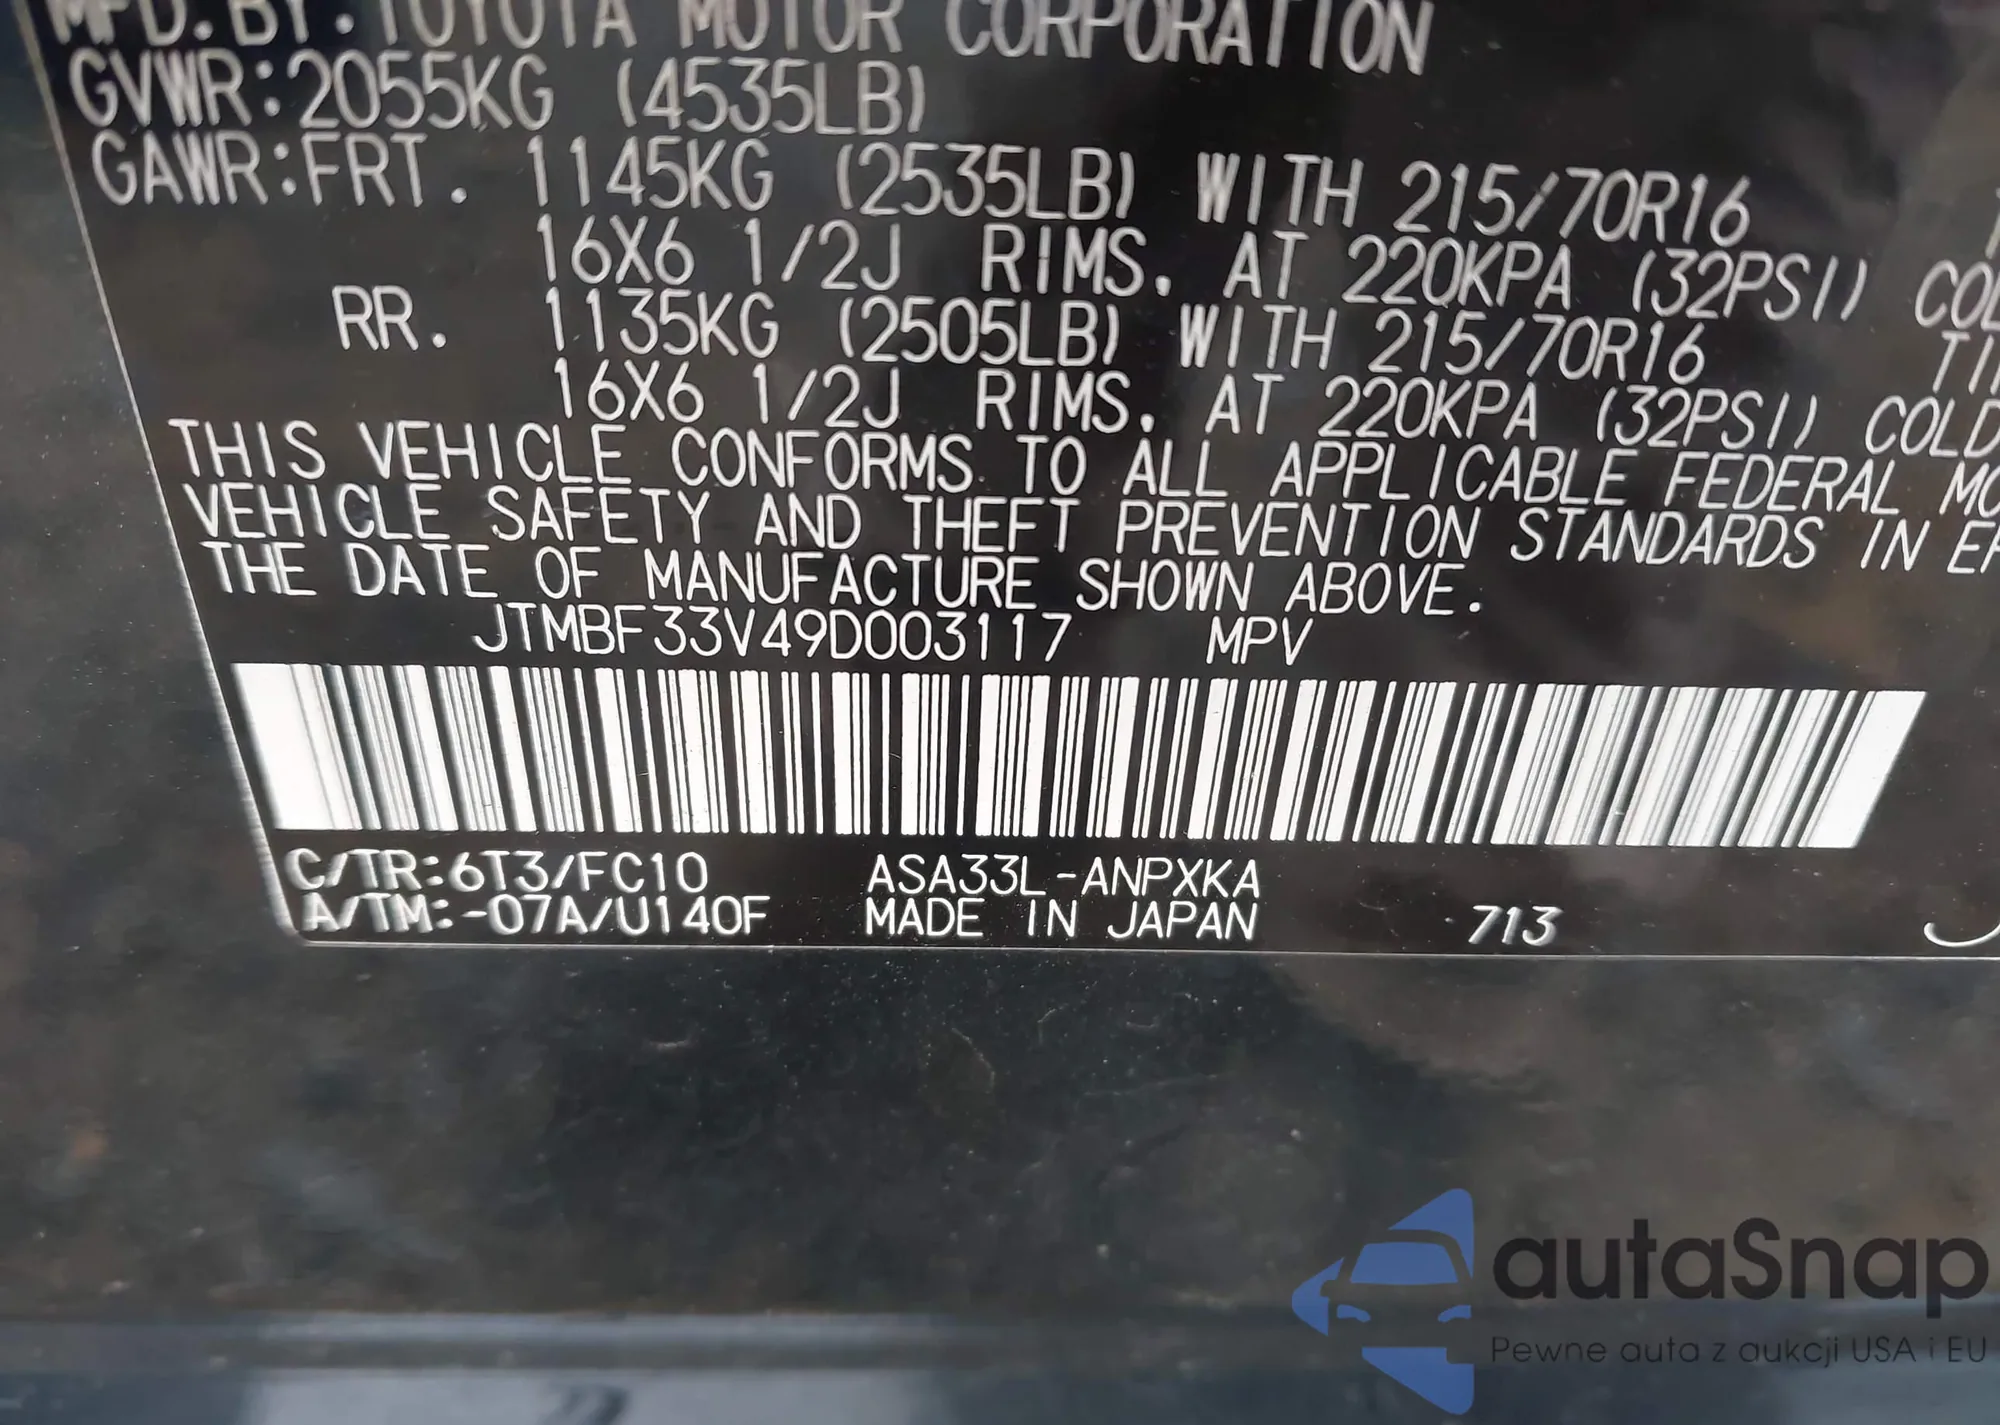 MFD.BY.TOYOTA MOTOR CORPORATION
GVWR:2055KG (4535LB)
GAWR:FRT. 1145KG (2535LB) WITH 215/70R16
16X6 1/2J RIMS, AT 220KPA (32PSI) COL
RR. 1135KG (2505LB) WITH 215/70R16
TI
16X6 1/2J RIMS, AT 220KPA (32PSI) COLD
THIS VEHICLE CONFORMS TO ALL APPLICABLE FEDERAL MO
VEHICLE SAFETY AND THEFT PREVENTION STANDARDS IN EF
THE DATE OF MANUFACTURE SHOWN ABOVE.
JTMBF33V49D003117 MPV
C/TR:6T3/FC10 ASA33L-ANPXKA
A/TM:-07A/U140F MADE IN JAPAN 713
autaSnap
Pewne auta z aukcji USA i EU